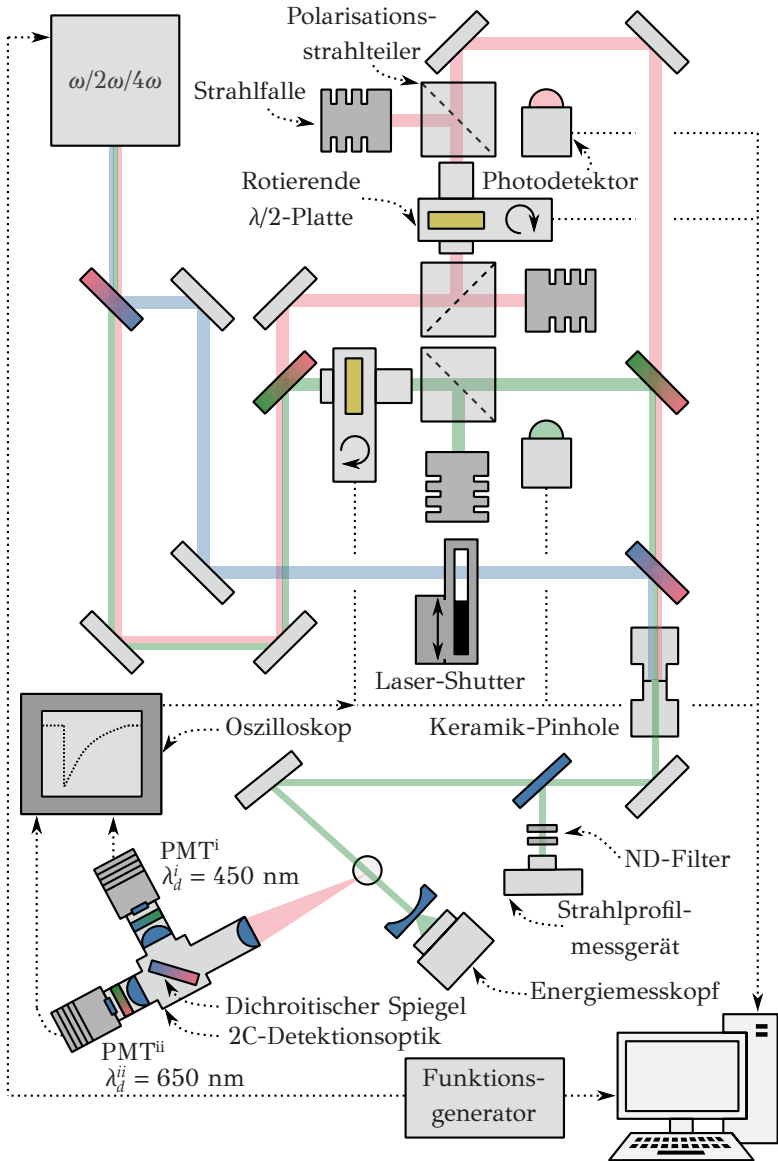 Polarisations-
strahlteiler
ω/2ω/4ω
Strahlfalle
Rotierende
λ/2-Platte
Photodetektor
Laser-Shutter
Oszilloskop
Keramik-Pinhole
PMTⁱ
λ_d^i = 450 nm
ND-Filter
Strahlprofil-
messgerät
Energiemesskopf
Dichroitischer Spiegel
2C-Detektionsoptik
PMTⁱⁱ
λ_d^ii = 650 nm
Funktions-
generator